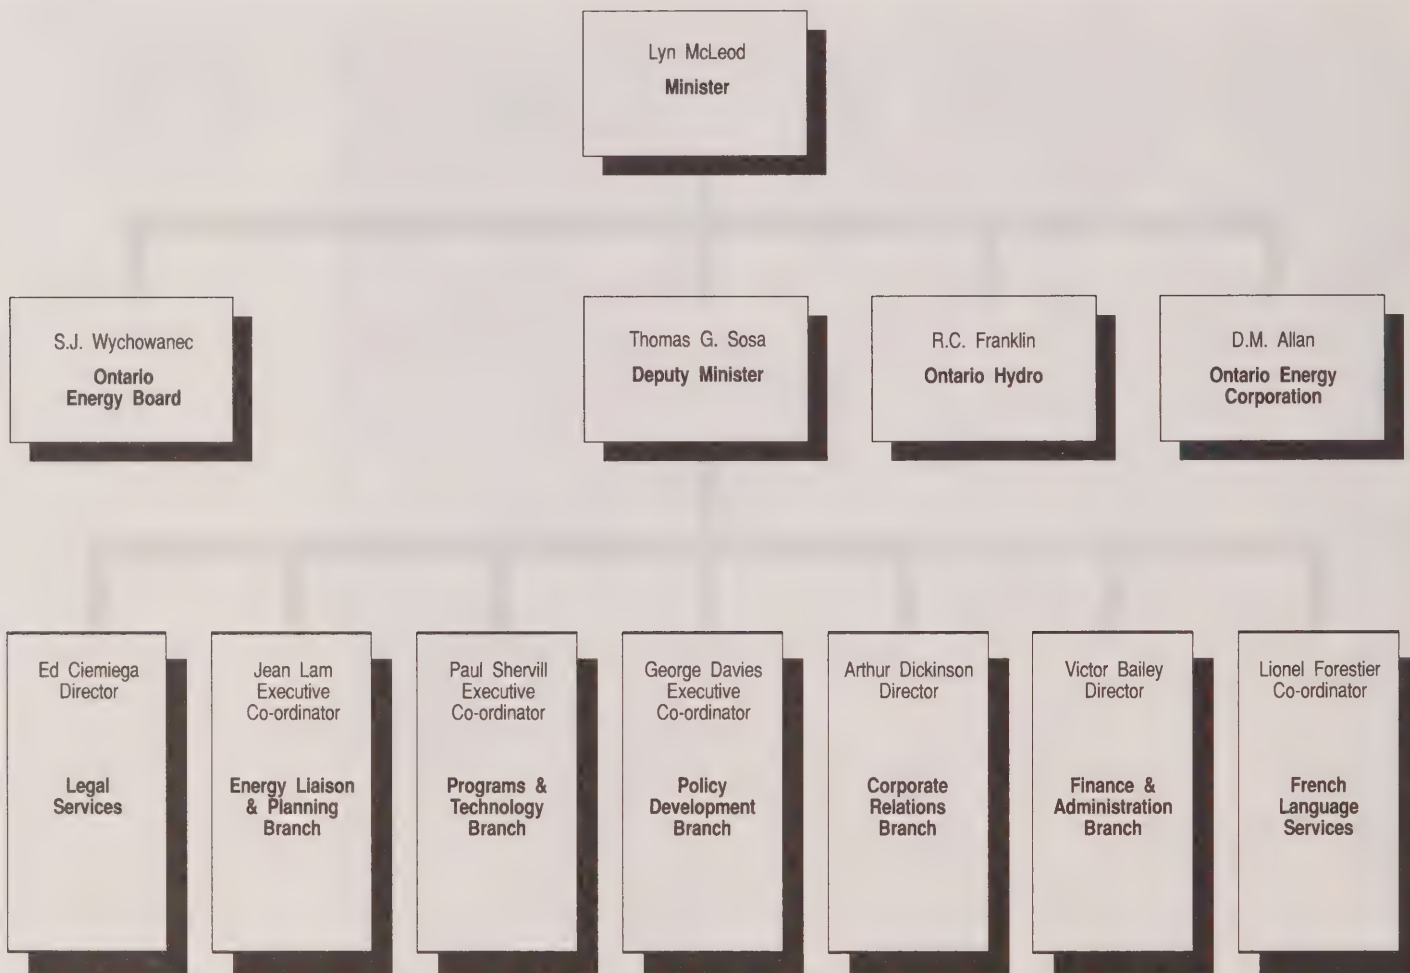 Lyn McLeod
Minister
S.J. Wychowanec
Ontario
Energy Board
Thomas G. Sosa
Deputy Minister
R.C. Franklin
Ontario Hydro
D.M. Allan
Ontario Energy
Corporation
Ed Ciemiega
Director
Legal
Services
Jean Lam
Executive
Co-ordinator
Energy Liaison
& Planning
Branch
Paul Shervill
Executive
Co-ordinator
Programs &
Technology
Branch
George Davies
Executive
Co-ordinator
Policy
Development
Branch
Arthur Dickinson
Director
Corporate
Relations
Branch
Victor Bailey
Director
Finance &
Administration
Branch
Lionel Forestier
Co-ordinator
French
Language
Services